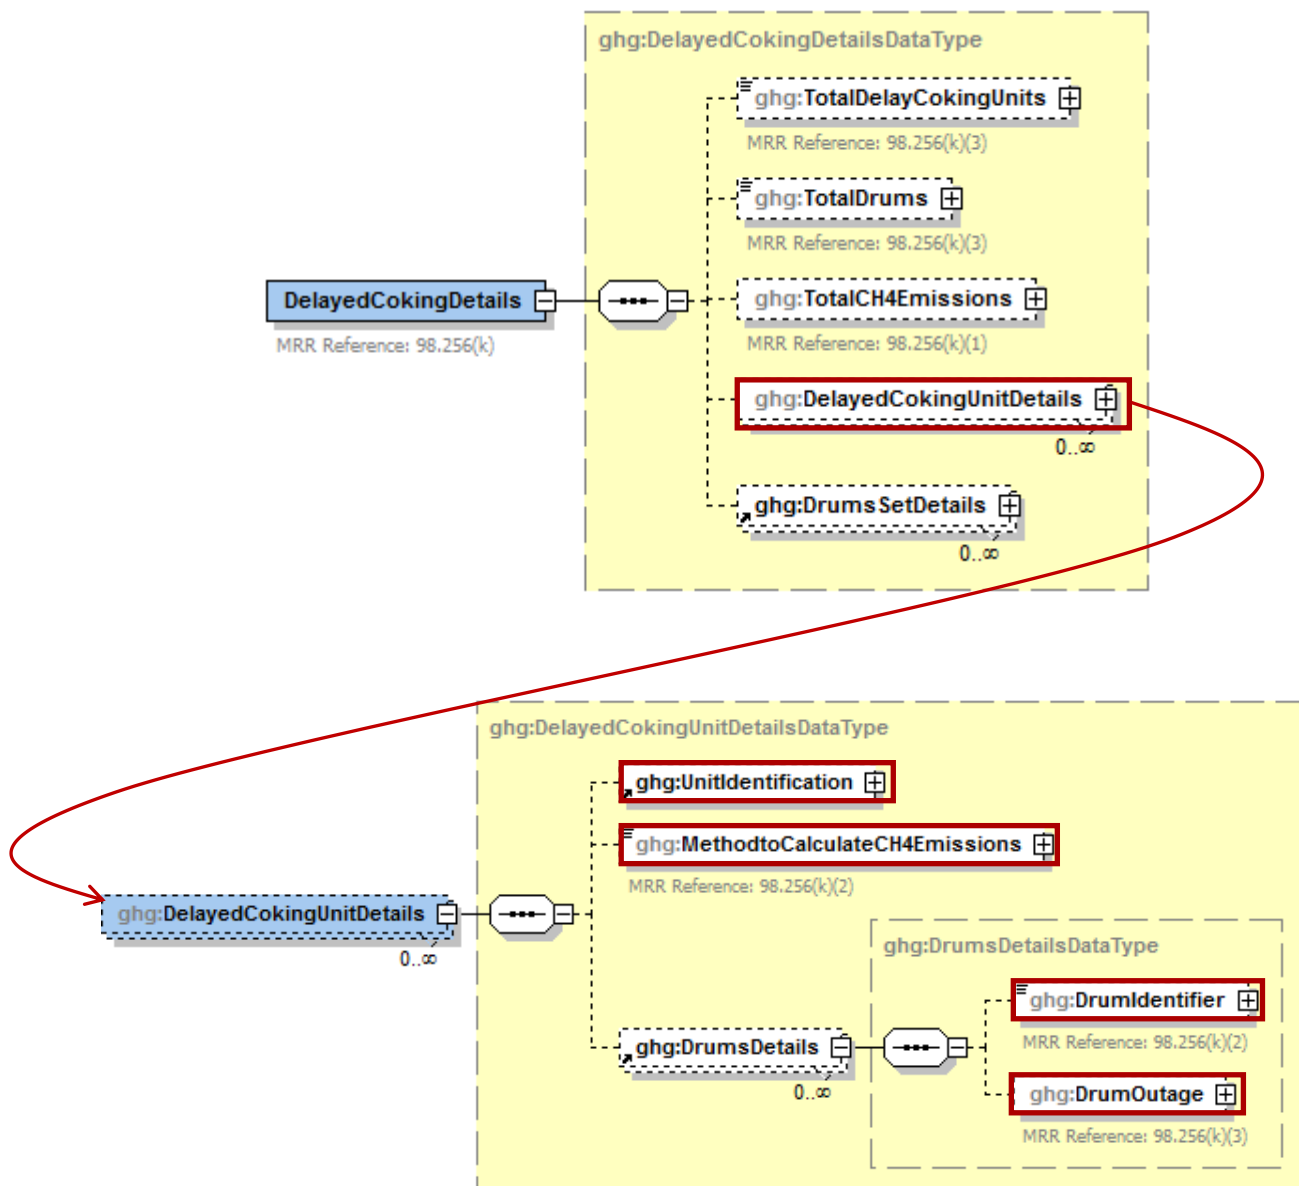 ghg:DelayedCokingDetailsDataType
ghg:TotalDelayCokingUnits
MRR Reference: 98.256(k)(3)
ghg:TotalDrums
MRR Reference: 98.256(k)(3)
DelayedCokingDetails
MRR Reference: 98.256(k)
ghg:TotalCH4Emissions
MRR Reference: 98.256(k)(1)
ghg:DelayedCokingUnitDetails
0..∞
ghg:DrumsSetDetails
0..∞
ghg:DelayedCokingUnitDetailsDataType
ghg:UnitIdentification
ghg:MethodtoCalculateCH4Emissions
MRR Reference: 98.256(k)(2)
ghg:DelayedCokingUnitDetails
0..∞
ghg:DrumsDetailsDataType
ghg:DrumIdentifier
MRR Reference: 98.256(k)(2)
ghg:DrumsDetails
0..∞
ghg:DrumOutage
MRR Reference: 98.256(k)(3)